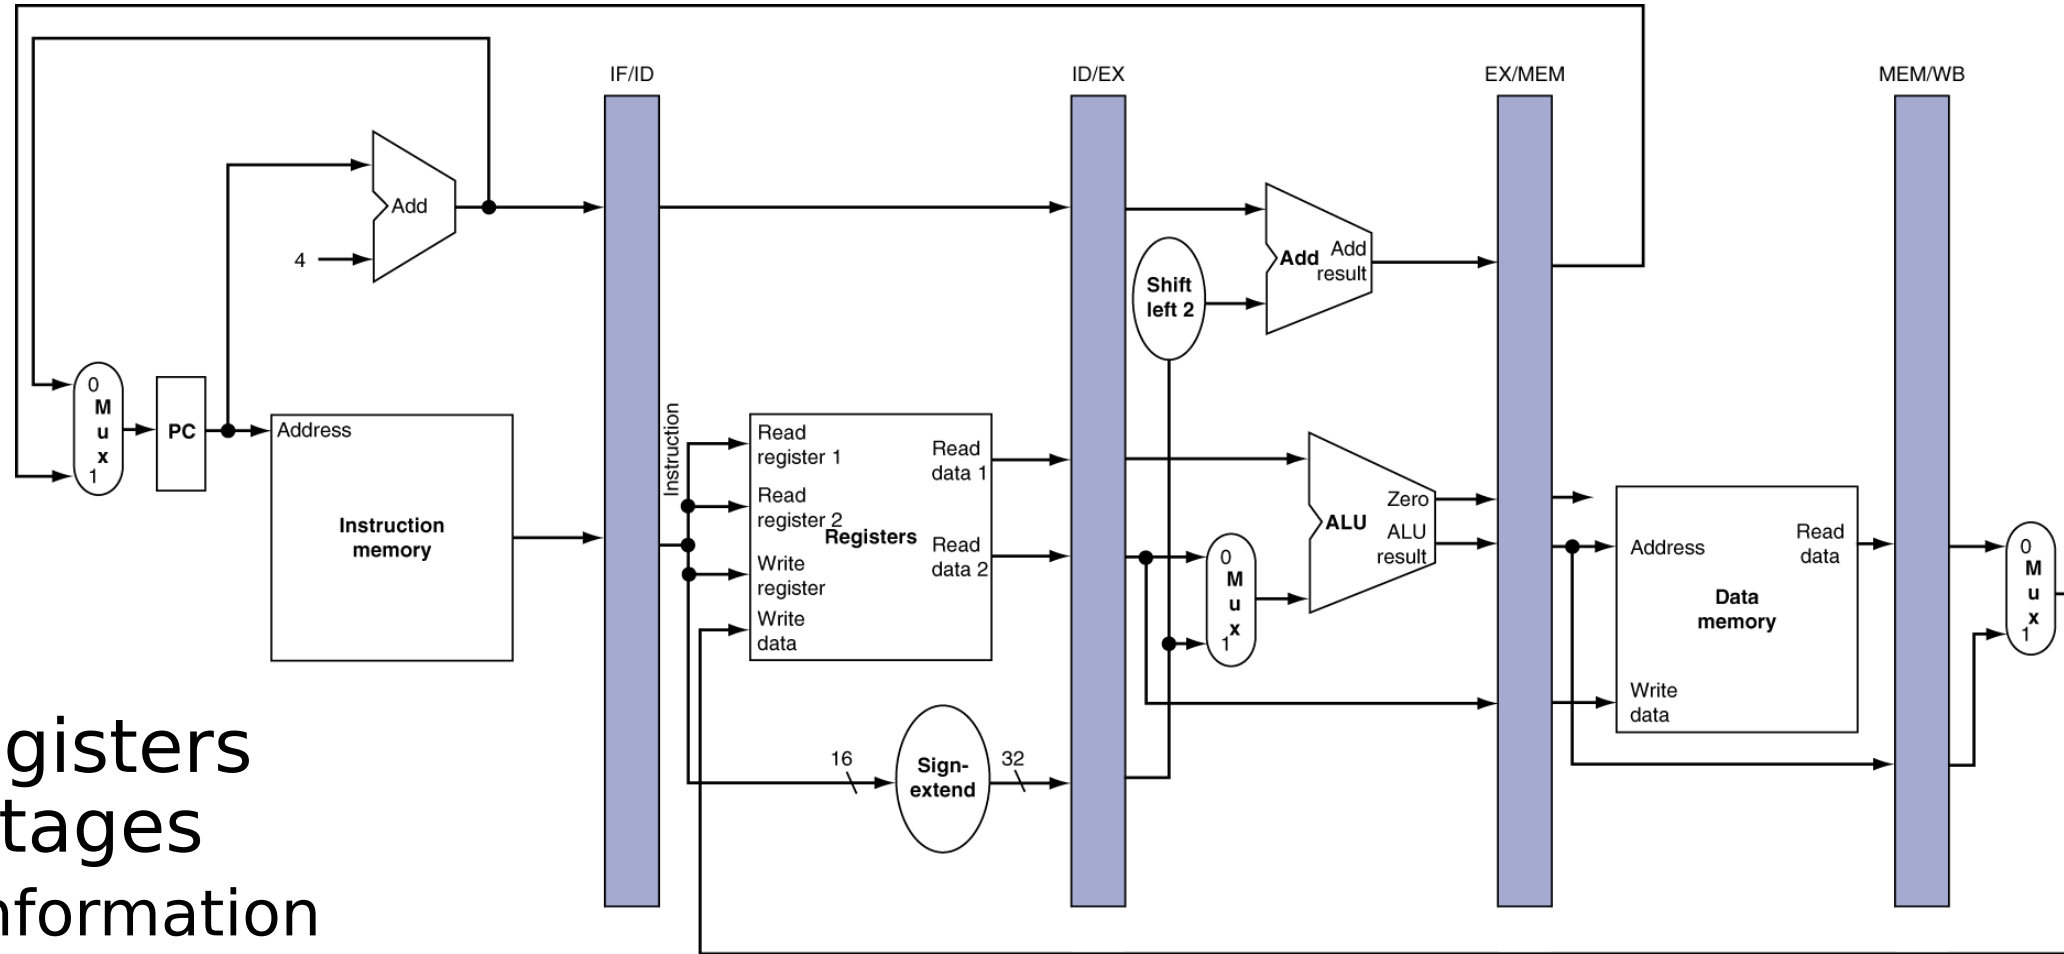 IF/ID
ID/EX
EX/MEM
MEM/WB
Add
4
Add
Add
result
Shift
left 2
0
M
u
x
1
PC
Address
Instruction
memory
Instruction
Read
register 1
Read
register 2
Registers
Write
register
Write
data
Read
data 1
Read
data 2
16
Sign-
extend
32
0
M
u
x
1
ALU
Zero
ALU
result
Address
Read
data
Data
memory
Write
data
0
M
u
x
1
gisters
tages
nformation